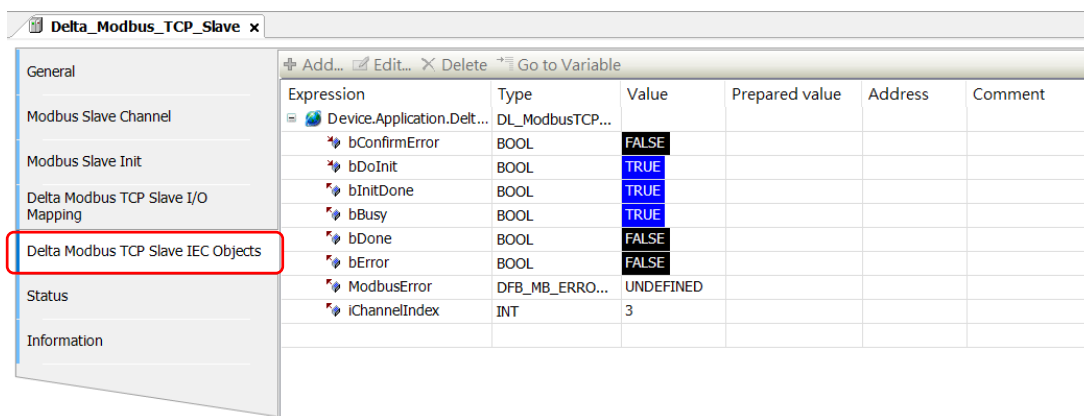 Delta_Modbus_TCP_Slave x
General
Modbus Slave Channel
Modbus Slave Init
Delta Modbus TCP Slave I/O
Mapping
Delta Modbus TCP Slave IEC Objects
Status
Information
Add... Edit... Delete Go to Variable
Expression Type Value Prepared value Address Comment
Device.Application.Delt... DL_ModbusTCP...
bConfirmError BOOL FALSE
bDoInit BOOL TRUE
bInitDone BOOL TRUE
bBusy BOOL TRUE
bDone BOOL FALSE
bError BOOL FALSE
ModbusError DFB_MB_ERRO... UNDEFINED
iChannelIndex INT 3